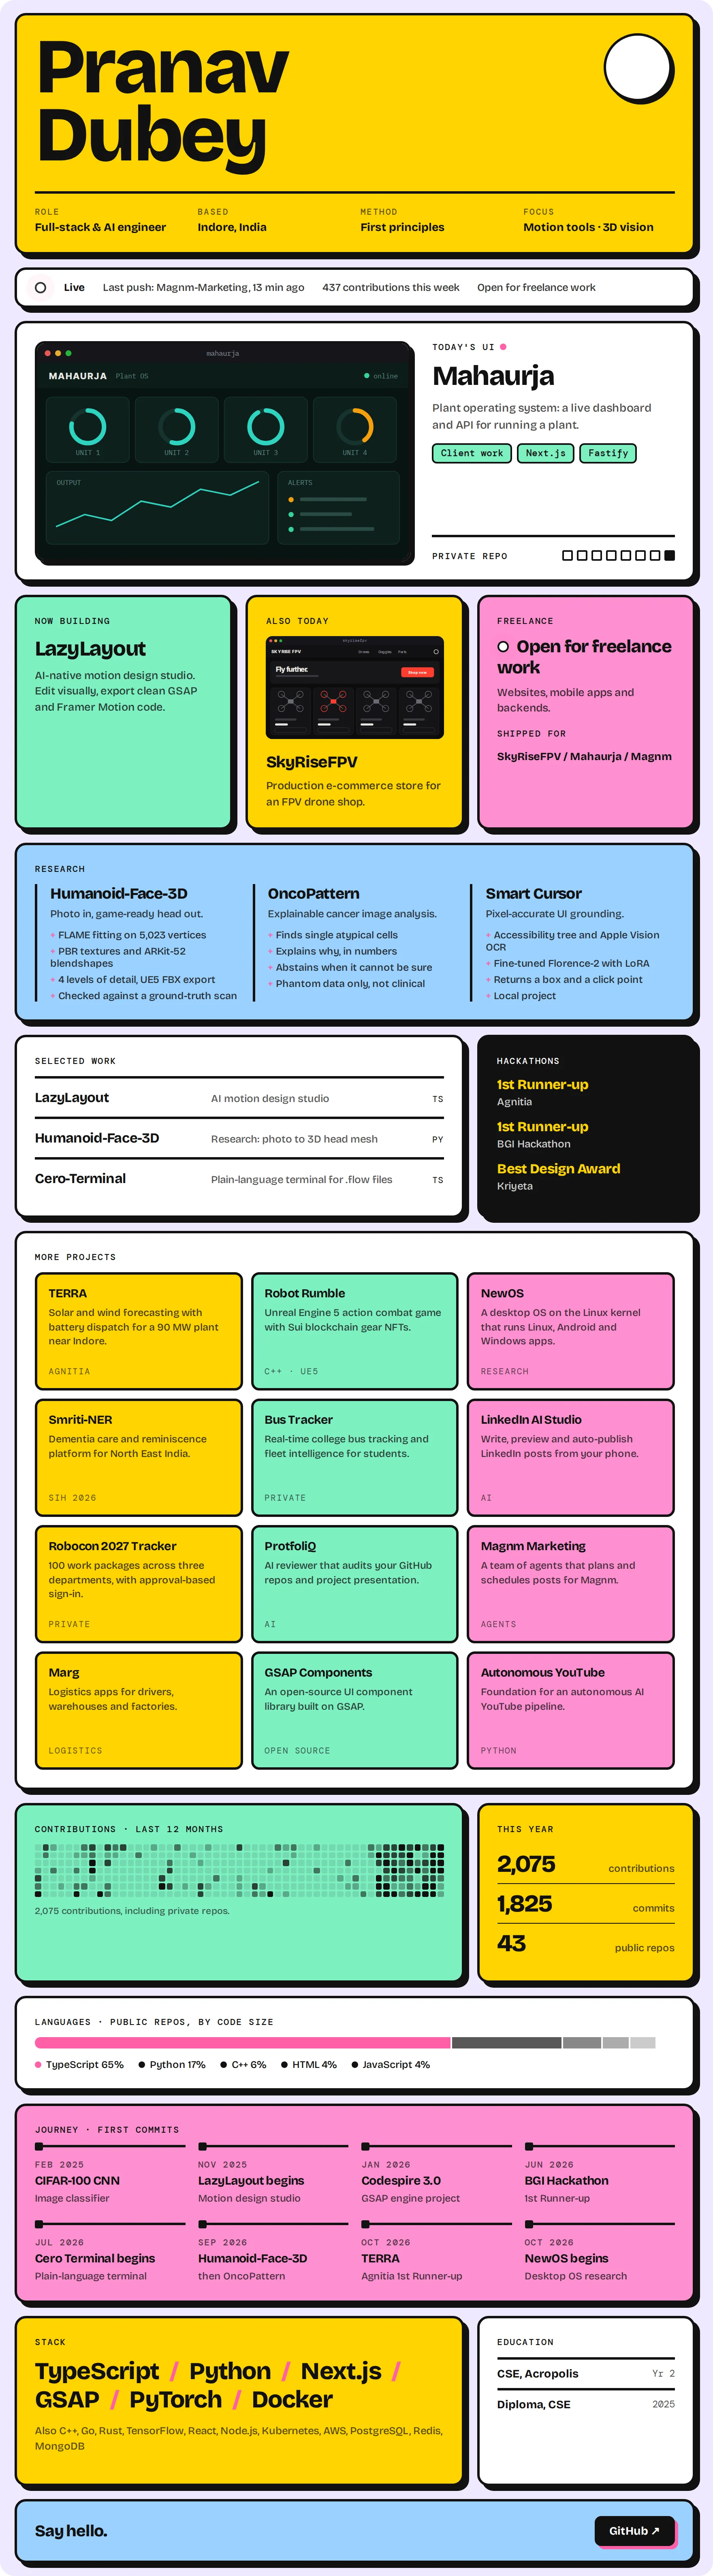 Pranav
Dubey
ROLE
Full-stack & AI engineer
BASED
Indore, India
METHOD
First principles
FOCUS
Motion tools · 3D vision
Live
Last push: Magnm-Marketing, 13 min ago
437 contributions this week
Open for freelance work
mahaurja
MAHAURJA
Plant OS
online
UNIT 1
UNIT 2
UNIT 3
UNIT 4
OUTPUT
ALERTS
TODAY'S UI
Mahaurja
Plant operating system: a live dashboard
and API for running a plant.
Client work
Next.js
Fastify
PRIVATE REPO
NOW BUILDING
LazyLayout
AI-native motion design studio.
Edit visually, export clean GSAP
and Framer Motion code.
ALSO TODAY
skyrisefpv
SKYRISE FPV
Drones
Goggles
Parts
Fly further.
Shop now
SkyRiseFPV
Production e-commerce store for
an FPV drone shop.
FREELANCE
Open for freelance
work
Websites, mobile apps and
backends.
SHIPPED FOR
SkyRiseFPV / Mahaurja / Magnm
RESEARCH
Humanoid-Face-3D
Photo in, game-ready head out.
+ FLAME fitting on 5,023 vertices
+ PBR textures and ARKit-52
blendshapes
+ 4 levels of detail, UE5 FBX export
+ Checked against a ground-truth scan
OncoPattern
Explainable cancer image analysis.
+ Finds single atypical cells
+ Explains why, in numbers
+ Abstains when it cannot be sure
+ Phantom data only, not clinical
Smart Cursor
Pixel-accurate UI grounding.
+ Accessibility tree and Apple Vision
OCR
+ Fine-tuned Florence-2 with LoRA
+ Returns a box and a click point
+ Local project
SELECTED WORK
LazyLayout
AI motion design studio
TS
Humanoid-Face-3D
Research: photo to 3D head mesh
PY
Cero-Terminal
Plain-language terminal for .flow files
TS
HACKATHONS
1st Runner-up
Agnitia
1st Runner-up
BGI Hackathon
Best Design Award
Kriyeta
MORE PROJECTS
TERRA
Solar and wind forecasting with
battery dispatch for a 90 MW plant
near Indore.
AGNITIA
Robot Rumble
Unreal Engine 5 action combat game
with Sui blockchain gear NFTs.
C++ · UE5
NewOS
A desktop OS on the Linux kernel
that runs Linux, Android and
Windows apps.
RESEARCH
Smriti-NER
Dementia care and reminiscence
platform for North East India.
SIH 2026
Bus Tracker
Real-time college bus tracking and
fleet intelligence for students.
PRIVATE
LinkedIn AI Studio
Write, preview and auto-publish
LinkedIn posts from your phone.
AI
Robocon 2027 Tracker
100 work packages across three
departments, with approval-based
sign-in.
PRIVATE
ProtfoliQ
AI reviewer that audits your GitHub
repos and project presentation.
AI
Magnm Marketing
A team of agents that plans and
schedules posts for Magnm.
AGENTS
Marg
Logistics apps for drivers,
warehouses and factories.
LOGISTICS
GSAP Components
An open-source UI component
library built on GSAP.
OPEN SOURCE
Autonomous YouTube
Foundation for an autonomous AI
YouTube pipeline.
PYTHON
CONTRIBUTIONS · LAST 12 MONTHS
2,075 contributions, including private repos.
THIS YEAR
2,075
contributions
1,825
commits
43
public repos
LANGUAGES · PUBLIC REPOS, BY CODE SIZE
TypeScript 65%
Python 17%
C++ 6%
HTML 4%
JavaScript 4%
JOURNEY · FIRST COMMITS
FEB 2025
CIFAR-100 CNN
Image classifier
NOV 2025
LazyLayout begins
Motion design studio
JAN 2026
Codespire 3.0
GSAP engine project
JUN 2026
BGI Hackathon
1st Runner-up
JUL 2026
Cero Terminal begins
Plain-language terminal
SEP 2026
Humanoid-Face-3D
then OncoPattern
OCT 2026
TERRA
Agnitia 1st Runner-up
OCT 2026
NewOS begins
Desktop OS research
STACK
TypeScript / Python / Next.js /
GSAP / PyTorch / Docker
Also C++, Go, Rust, TensorFlow, React, Node.js, Kubernetes, AWS, PostgreSQL, Redis,
MongoDB
EDUCATION
CSE, Acropolis
Yr 2
Diploma, CSE
2025
Say hello.
GitHub ↗